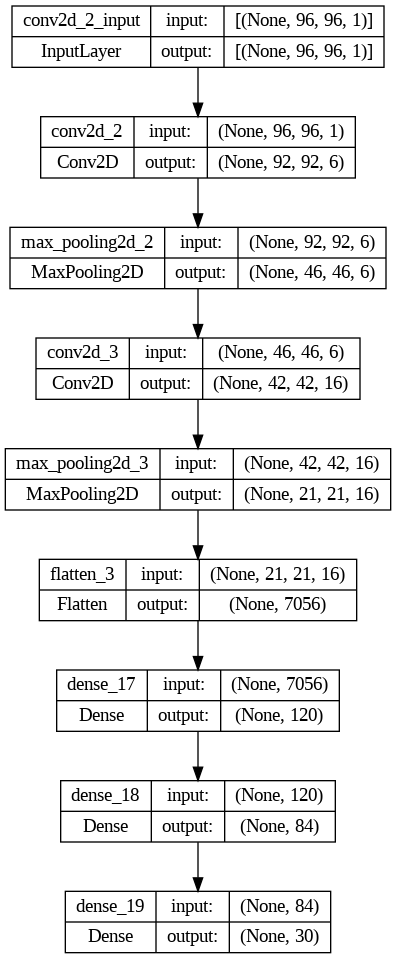 conv2d_2_input input: [(None, 96, 96, 1)]
InputLayer output: [(None, 96, 96, 1)]
conv2d_2 input: (None, 96, 96, 1)
Conv2D output: (None, 92, 92, 6)
max_pooling2d_2 input: (None, 92, 92, 6)
MaxPooling2D output: (None, 46, 46, 6)
conv2d_3 input: (None, 46, 46, 6)
Conv2D output: (None, 42, 42, 16)
max_pooling2d_3 input: (None, 42, 42, 16)
MaxPooling2D output: (None, 21, 21, 16)
flatten_3 input: (None, 21, 21, 16)
Flatten output: (None, 7056)
dense_17 input: (None, 7056)
Dense output: (None, 120)
dense_18 input: (None, 120)
Dense output: (None, 84)
dense_19 input: (None, 84)
Dense output: (None, 30)